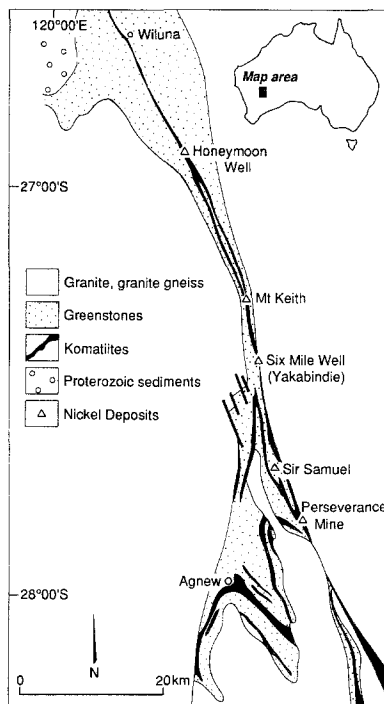 120°00'E
Wiluna
Map area
Honeymoon
Well
27°00'S
Granite, granite gneiss
Greenstones
Komatiites
Proterozoic sediments
Nickel Deposits
Mt Keith
Six Mile Well
(Yakabindie)
Sir Samuel
Perseverance
Mine
28°00'S
Agnew
N
0 20km